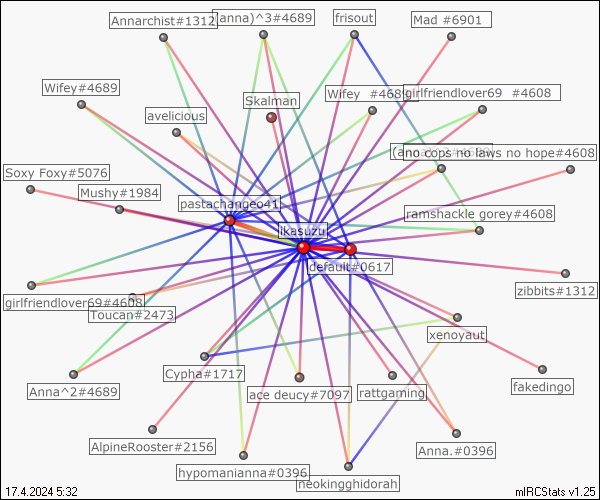 Annarchist#1312
(anna)^3#4689
frisout
Mad #6901
Wifey#4689
avelicious
Skalman
Wifey  #4689
girlfriendlover69  #4608
no cops no laws no hope#4608
Soxy Foxy#5076
Mushy#1984
pastachangeo41
ramshackle gorey#4608
Ikasuzu
default#0617
girlfriendlover69#4608
Toucan#2473
zibbits#1312
xenoyaut
Anna^2#4689
Cypha#1717
ace deucy#7097
rattgaming
fakedingo
AlpineRooster#2156
hypomanianna#0396
neokingghidorah
Anna.#0396
17.4.2024 5:32
mIRCStats v1.25